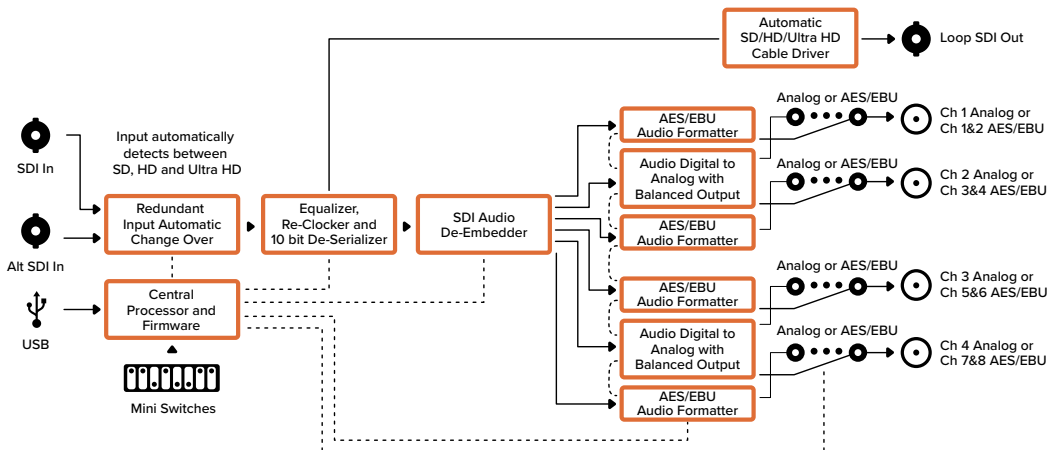 Automatic
SD/HD/Ultra HD
Cable Driver
Loop SDI Out
SDI In
Input automatically
detects between
SD, HD and Ultra HD
Alt SDI In
Redundant
Input Automatic
Change Over
Equalizer,
Re-Clocker and
10 bit De-Serializer
SDI Audio
De-Embedder
USB
Central
Processor and
Firmware
Mini Switches
AES/EBU
Audio Formatter
Audio Digital to
Analog with
Balanced Output
AES/EBU
Audio Formatter
AES/EBU
Audio Formatter
Audio Digital to
Analog with
Balanced Output
AES/EBU
Audio Formatter
Analog or AES/EBU
Ch 1 Analog or
Ch 1&2 AES/EBU
Analog or AES/EBU
Ch 2 Analog or
Ch 3&4 AES/EBU
Analog or AES/EBU
Ch 3 Analog or
Ch 5&6 AES/EBU
Analog or AES/EBU
Ch 4 Analog or
Ch 7&8 AES/EBU